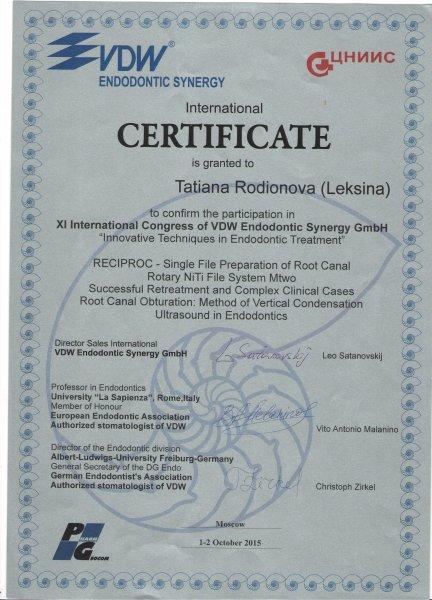 VDW®
ENDODONTIC SYNERGY
ЦНИИС
International
CERTIFICATE
is granted to
Tatiana Rodionova (Leksina)
to confirm the participation in
XI International Congress of VDW Endodontic Synergy GmbH
“Innovative Techniques in Endodontic Treatment”
RECIPROC - Single File Preparation of Root Canal
Rotary NiTi File System Mtwo
Successful Retreatment and Complex Clinical Cases
Root Canal Obturation: Method of Vertical Condensation
Ultrasound in Endodontics
Director Sales International
VDW Endodontic Synergy GmbH
L. Satanovskij
Leo Satanovskij
Professor in Endodontics
University “La Sapienza”, Rome,Italy
Member of Honour
European Endodontic Association
Authorized stomatologist of VDW
Vito Antonio Malanino
Director of the Endodontic division
Albert-Ludwigs-University Freiburg-Germany
General Secretary of the DG Endo
German Endodontist's Association
Authorized stomatologist of VDW
Christoph Zirkel
Moscow
1-2 October 2015
PHARM
GEOCOM